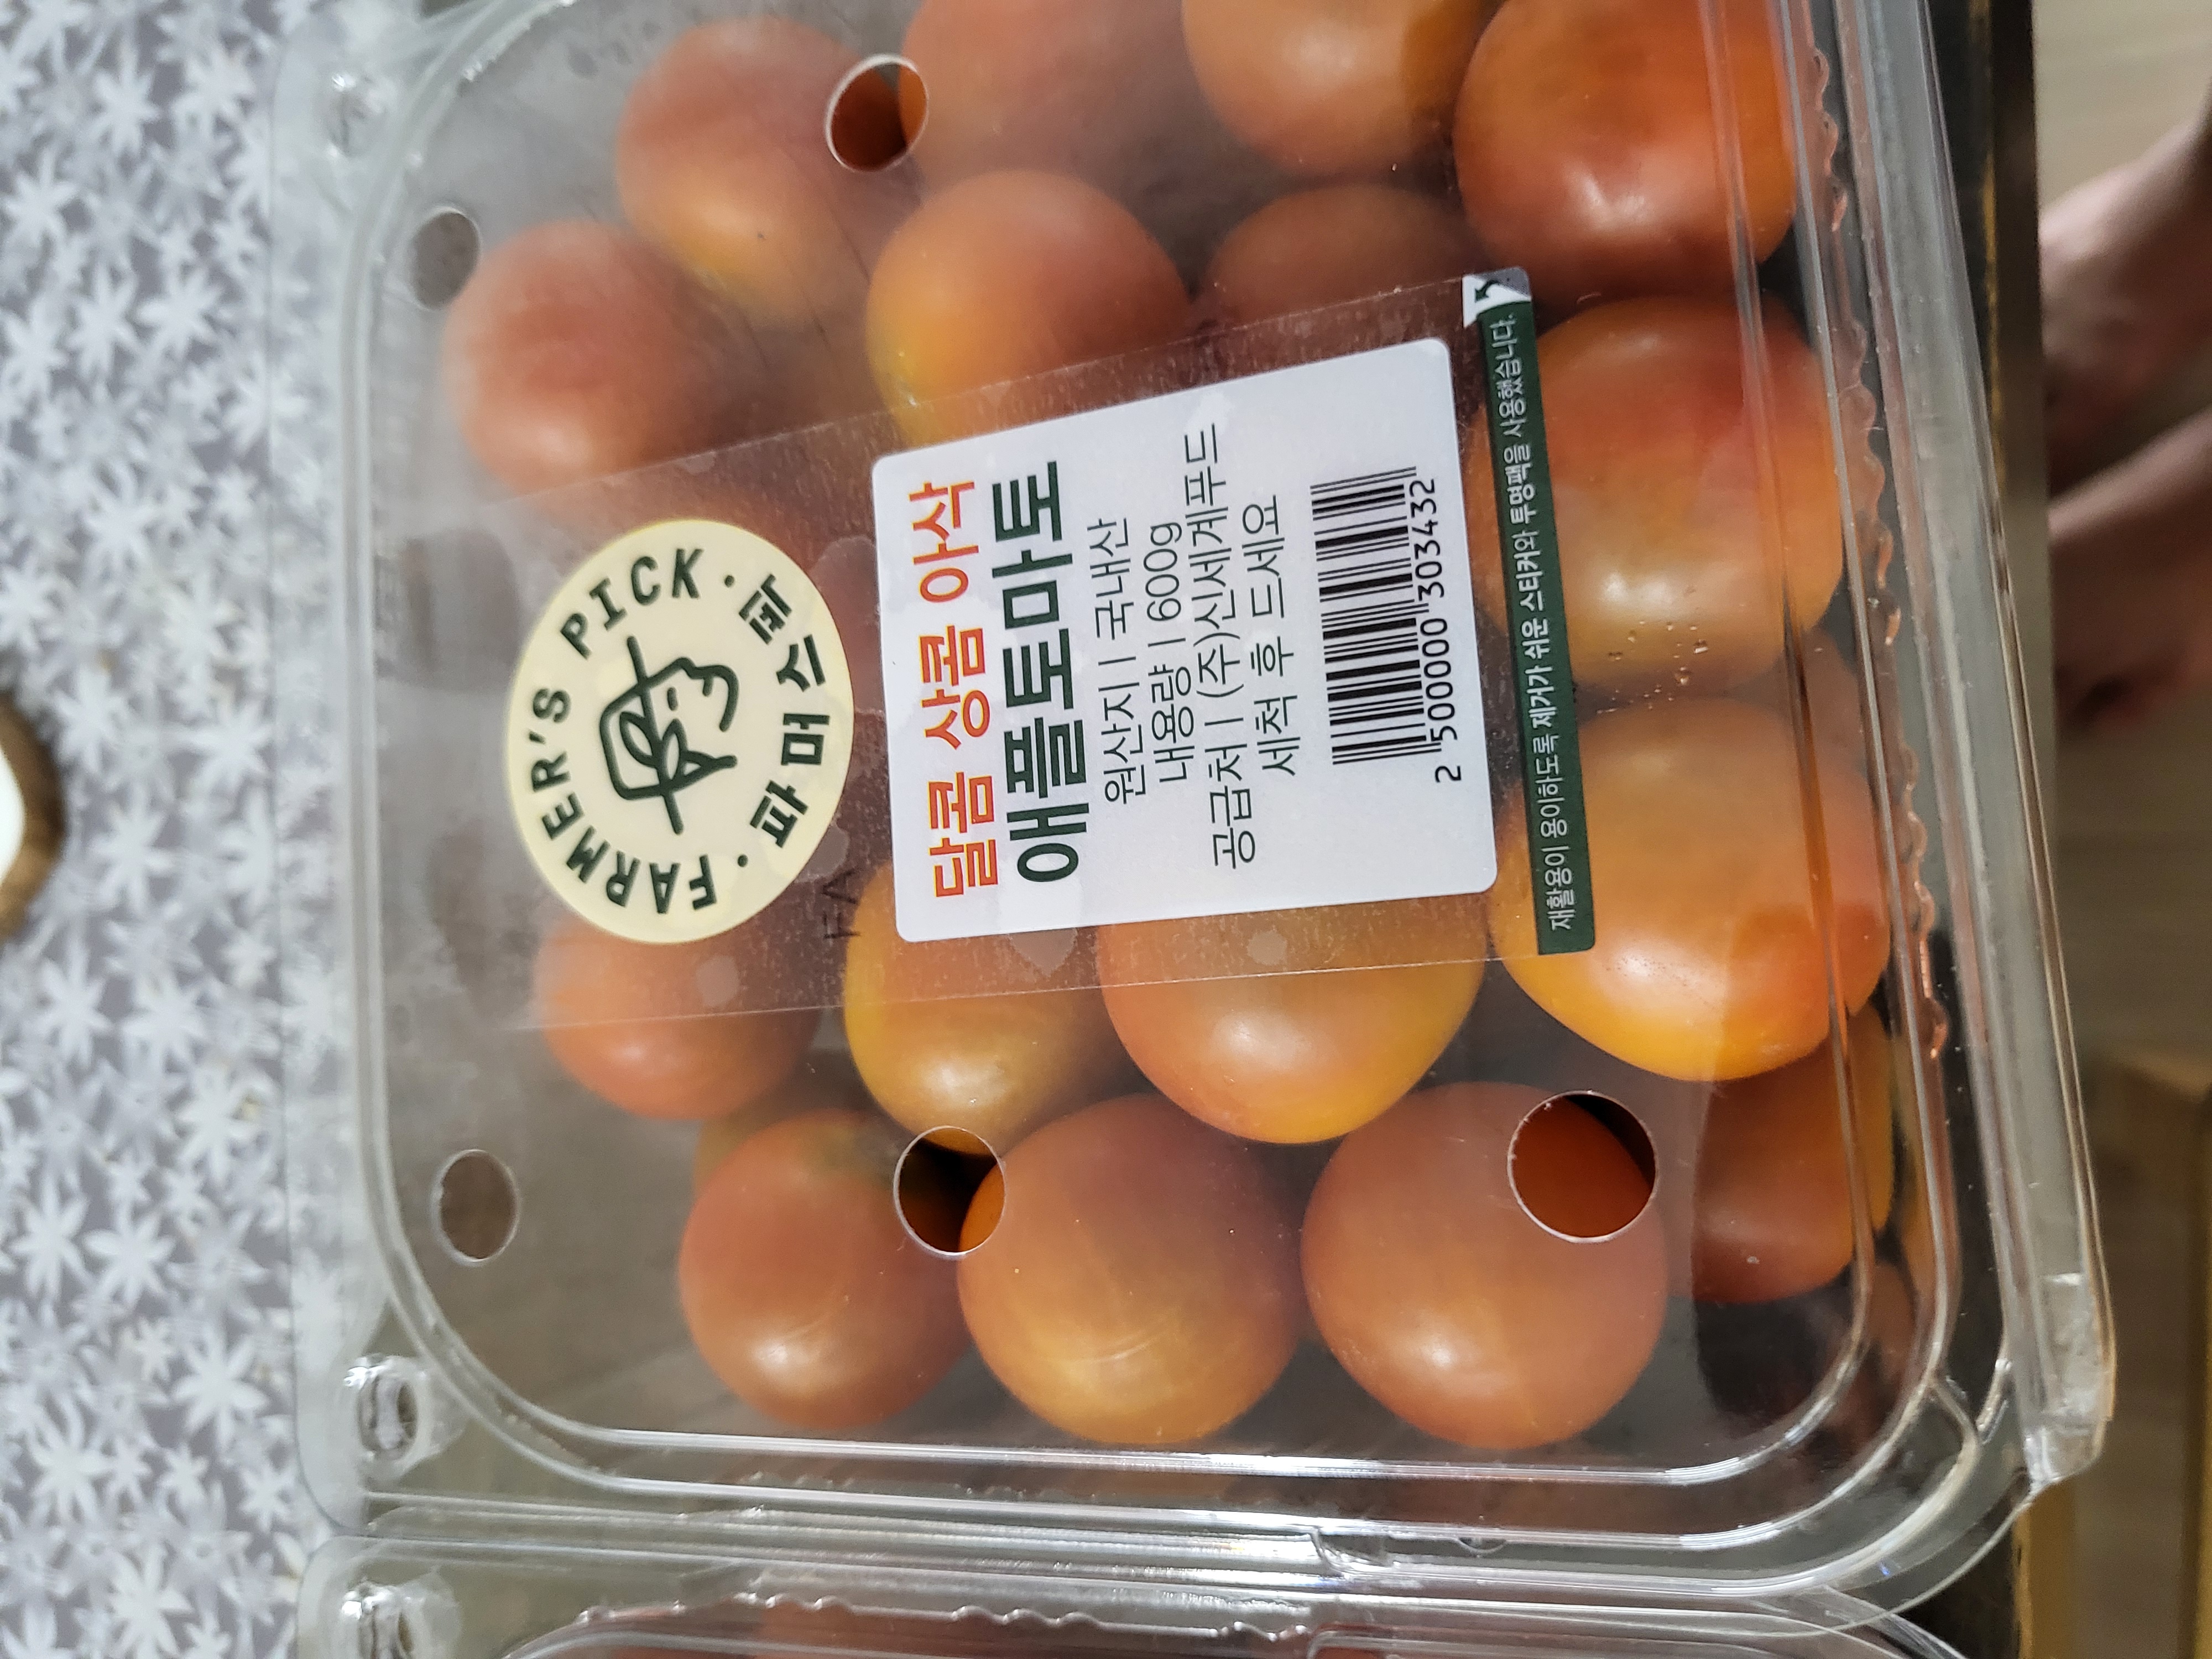 FARMER'S PICK
파머스픽
달콤 상콤 아삭
애플토마토
원산지 | 국내산
내용량 | 600g
공급처 | (주)신세계푸드
세척 후 드세요
2 500000 303432
재활용이 용이하도록 제거가 쉬운 스티커와 투명팩을 사용했습니다.